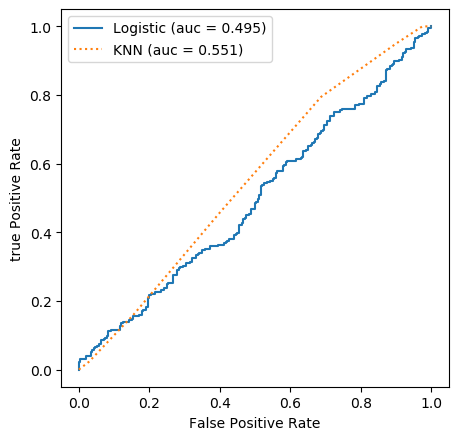 Logistic (auc = 0.495)
KNN (auc = 0.551)
1.0
0.8
0.6
0.4
0.2
0.0
true Positive Rate
0.0 0.2 0.4 0.6 0.8 1.0
False Positive Rate